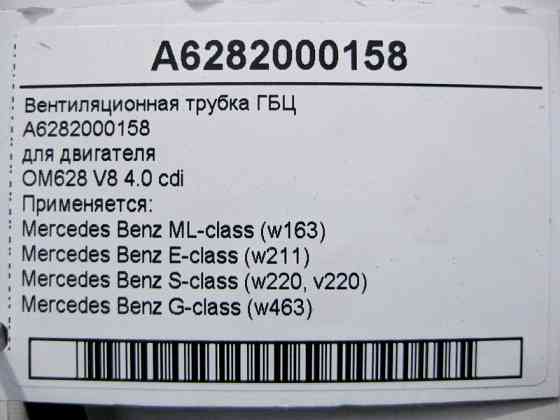 A6282000158
Вентиляционная трубка ГБЦ
A6282000158
для двигателя
OM628 V8 4.0 cdi
Применяется:
Mercedes Benz ML-class (w163)
Mercedes Benz E-class (w211)
Mercedes Benz S-class (w220, v220)
Mercedes Benz G-class (w463)